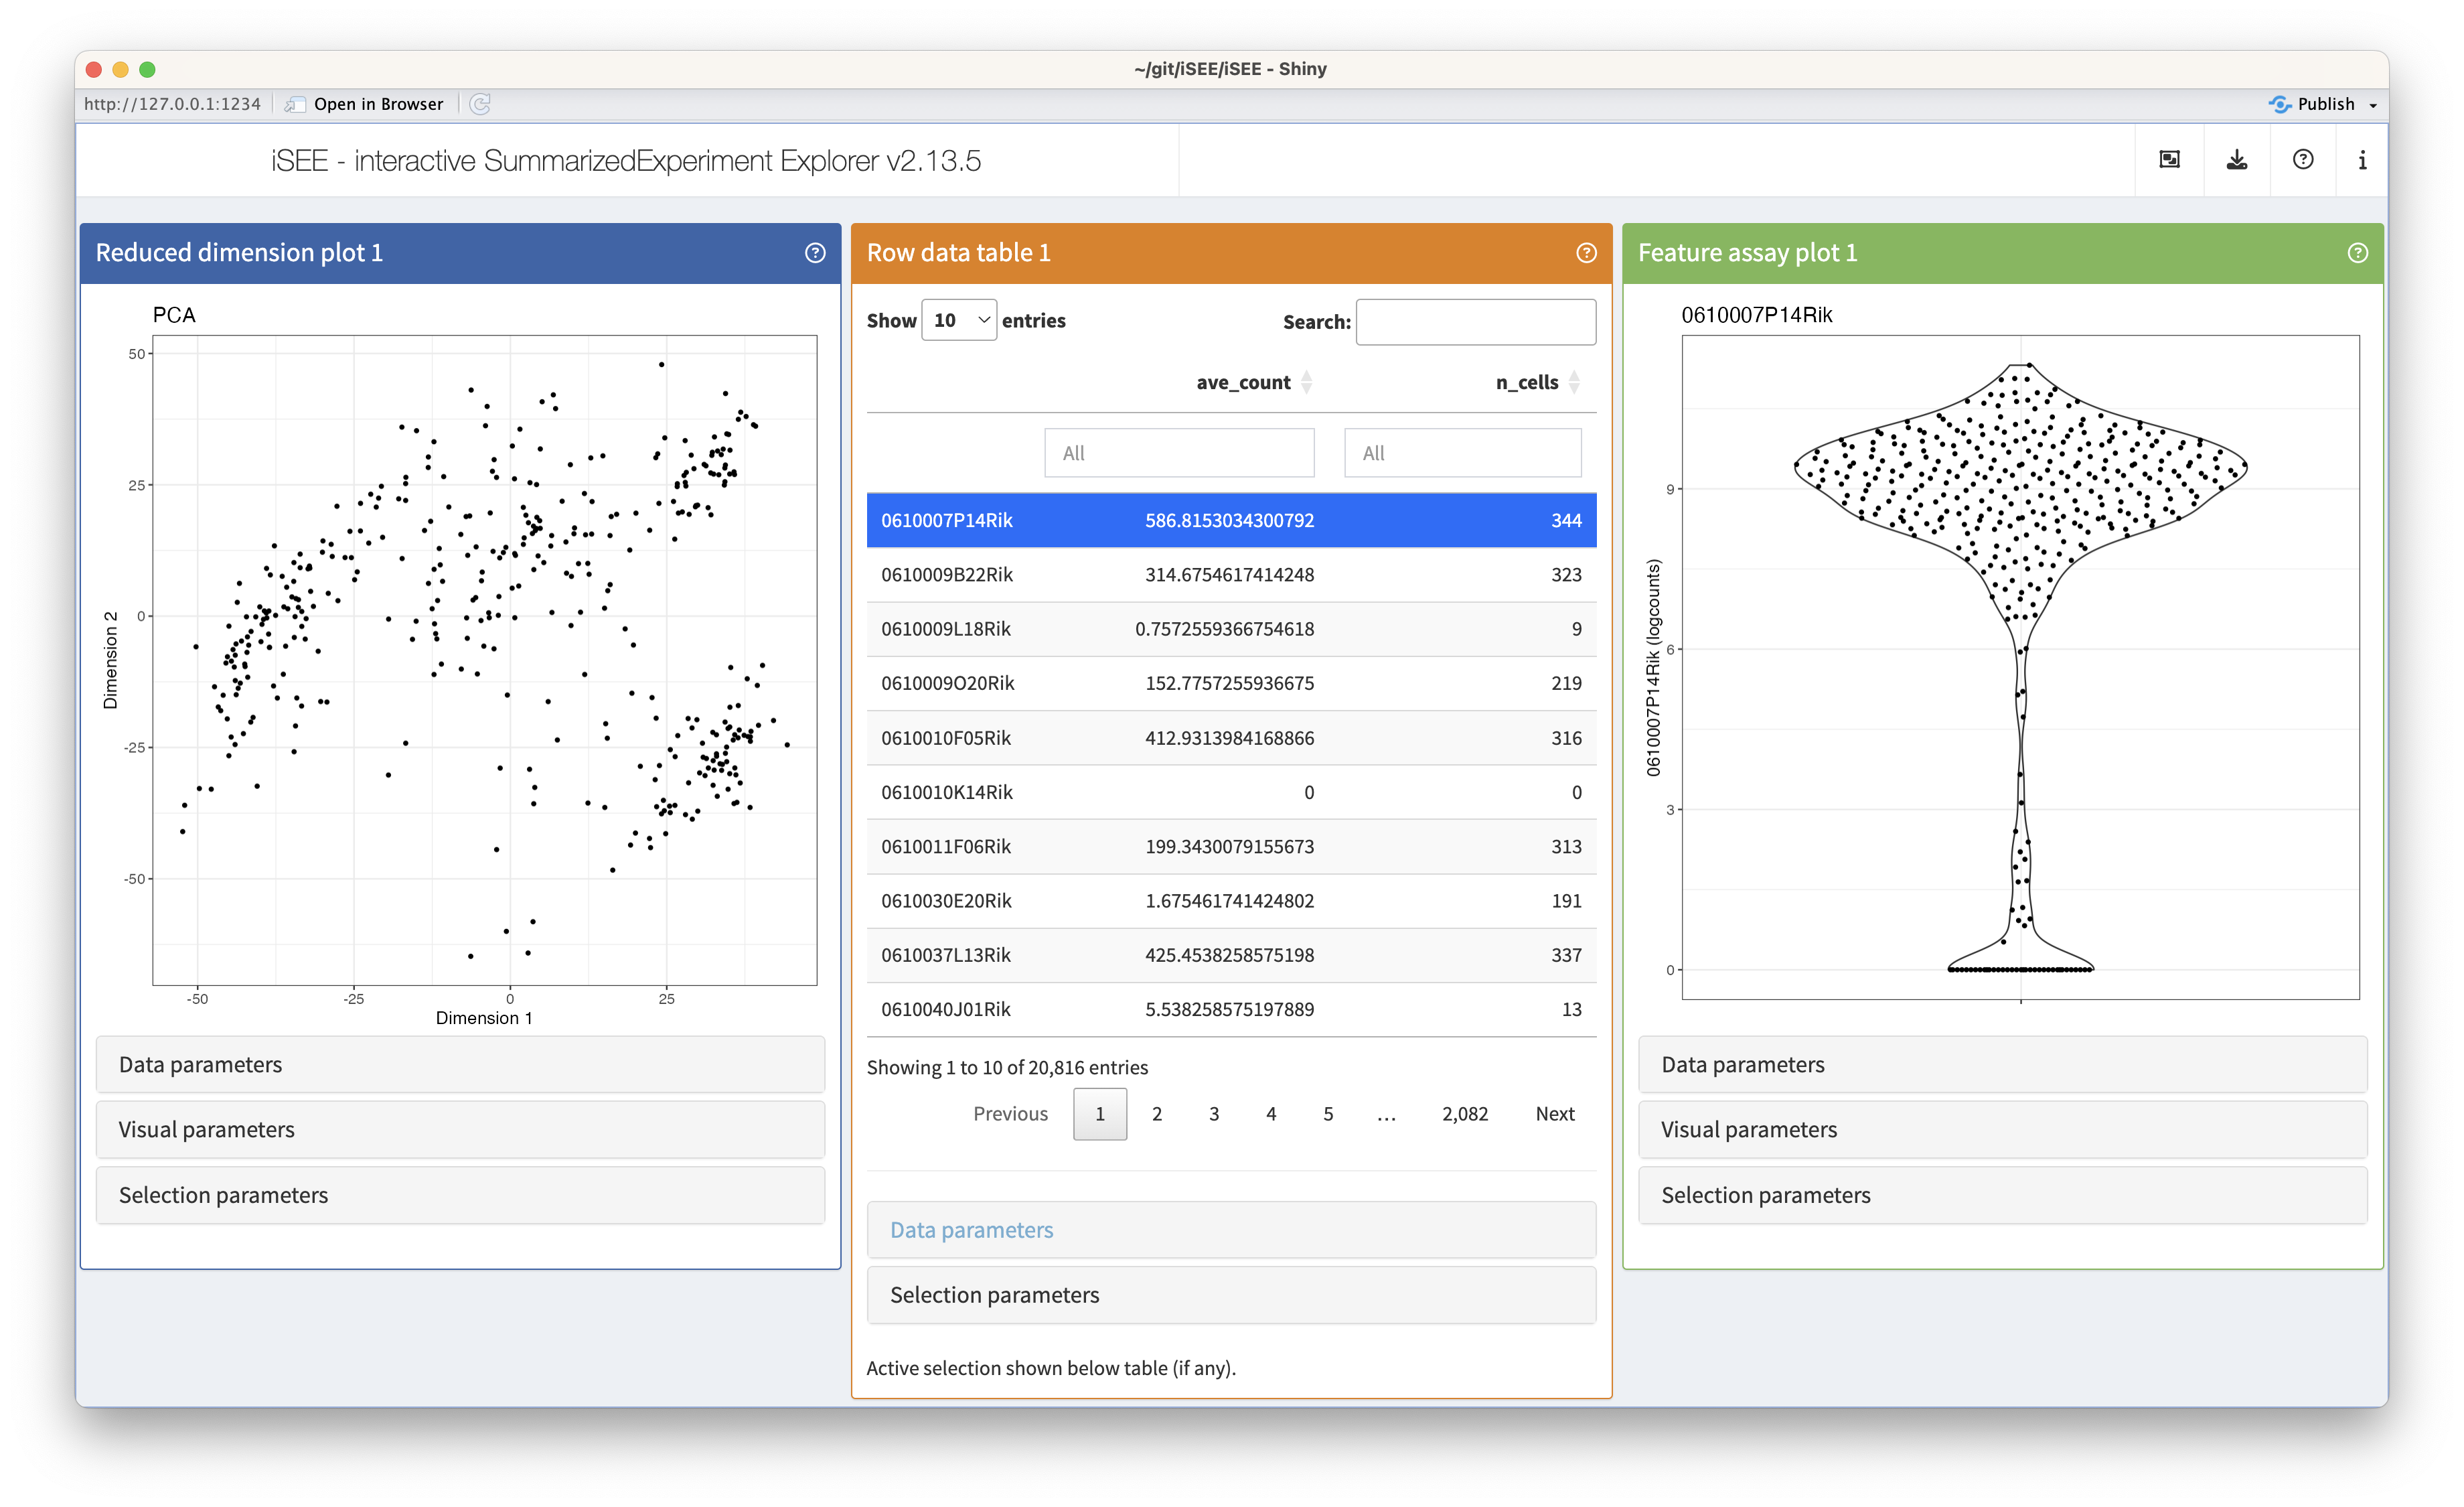 ~/git/iSEE/iSEE - Shiny
http://127.0.0.1:1234 Open in Browser Publish
iSEE - interactive SummarizedExperiment Explorer v2.13.5
Reduced dimension plot 1
PCA
50
25
0
-25
-50
Dimension 2
-50 -25 0 25
Dimension 1
Data parameters
Visual parameters
Selection parameters
Row data table 1
Show 10 entries Search:
ave_count n_cells
All All
0610007P14Rik 586.8153034300792 344
0610009B22Rik 314.6754617414248 323
0610009L18Rik 0.7572559366754618 9
0610009O20Rik 152.7757255936675 219
0610010F05Rik 412.9313984168866 316
0610010K14Rik 0 0
0610011F06Rik 199.3430079155673 313
0610030E20Rik 1.675461741424802 191
0610037L13Rik 425.4538258575198 337
0610040J01Rik 5.538258575197889 13
Showing 1 to 10 of 20,816 entries
Previous 1 2 3 4 5 … 2,082 Next
Data parameters
Selection parameters
Active selection shown below table (if any).
Feature assay plot 1
0610007P14Rik
9
6
3
0
0610007P14Rik (logcounts)
Data parameters
Visual parameters
Selection parameters